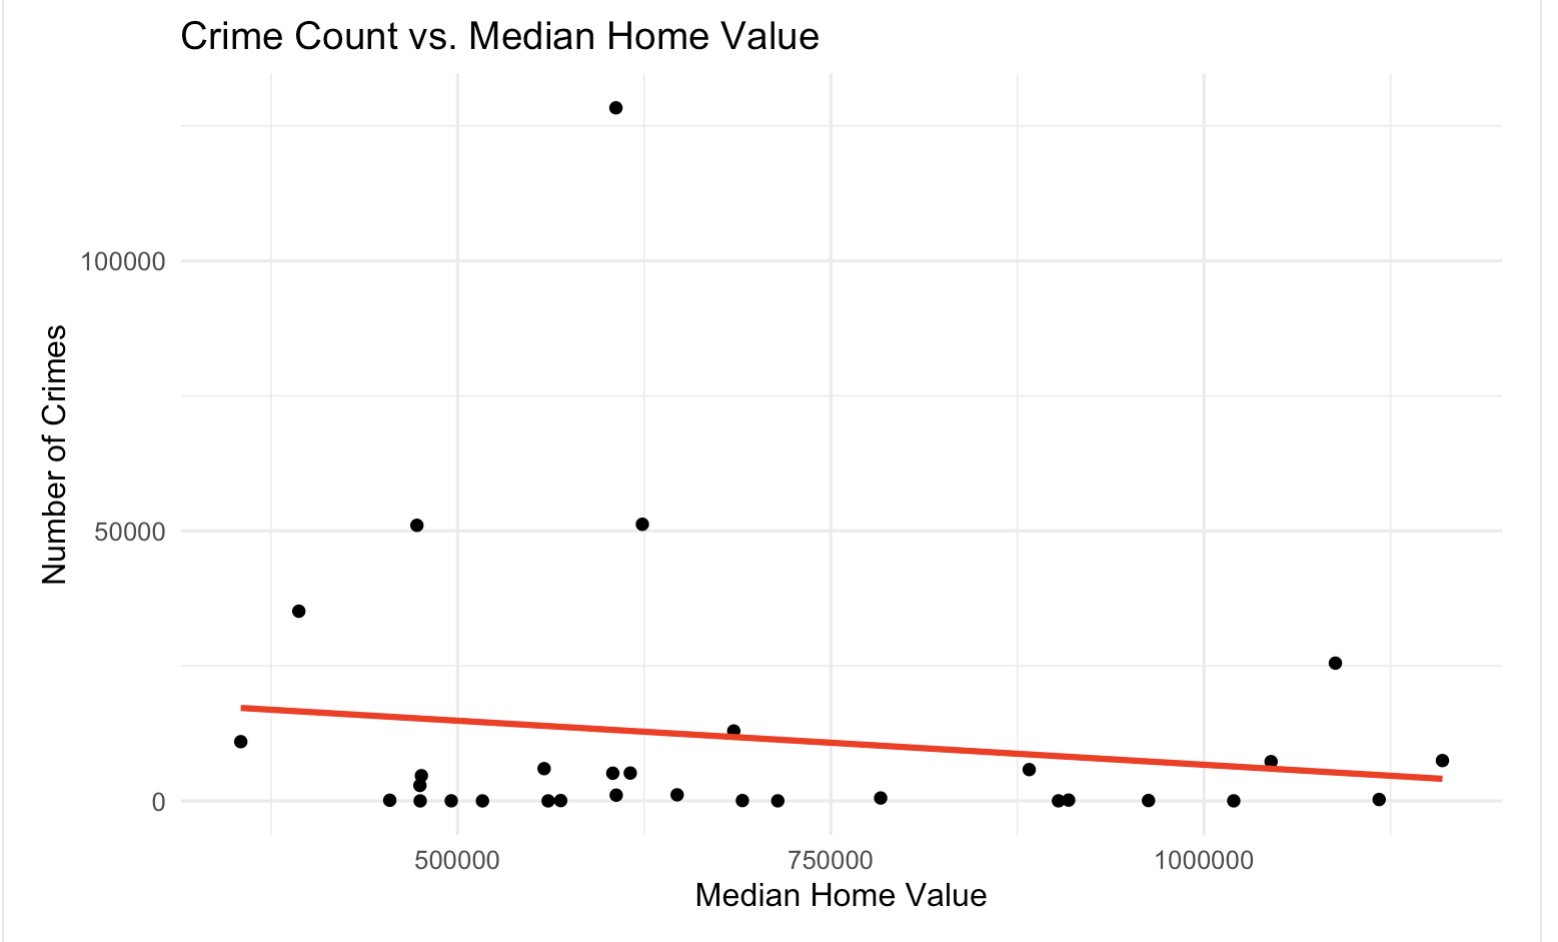 Crime Count vs. Median Home Value
Number of Crimes
100000
50000
0
500000 750000 1000000
Median Home Value